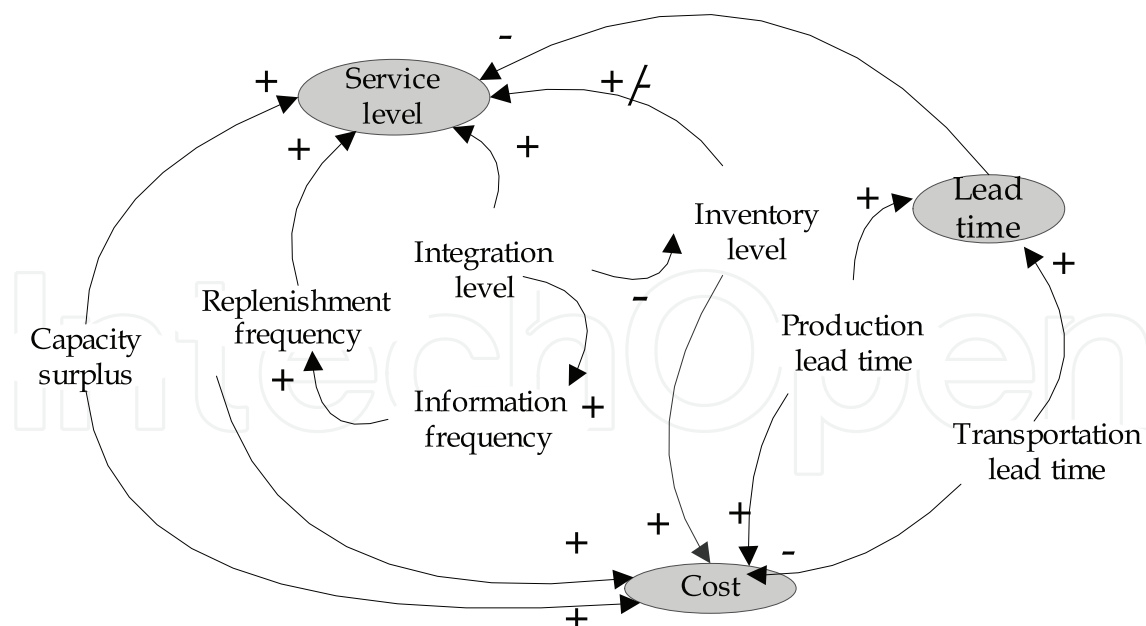 -
+
Service
level
+/-
+
+
Lead
time
+
Inventory
level
+
Integration
level
+
-
Replenishment
frequency
Capacity
surplus
Production
lead time
+
Information
frequency
+
Transportation
lead time
+
+
+
-
Cost
+
IntechOpen